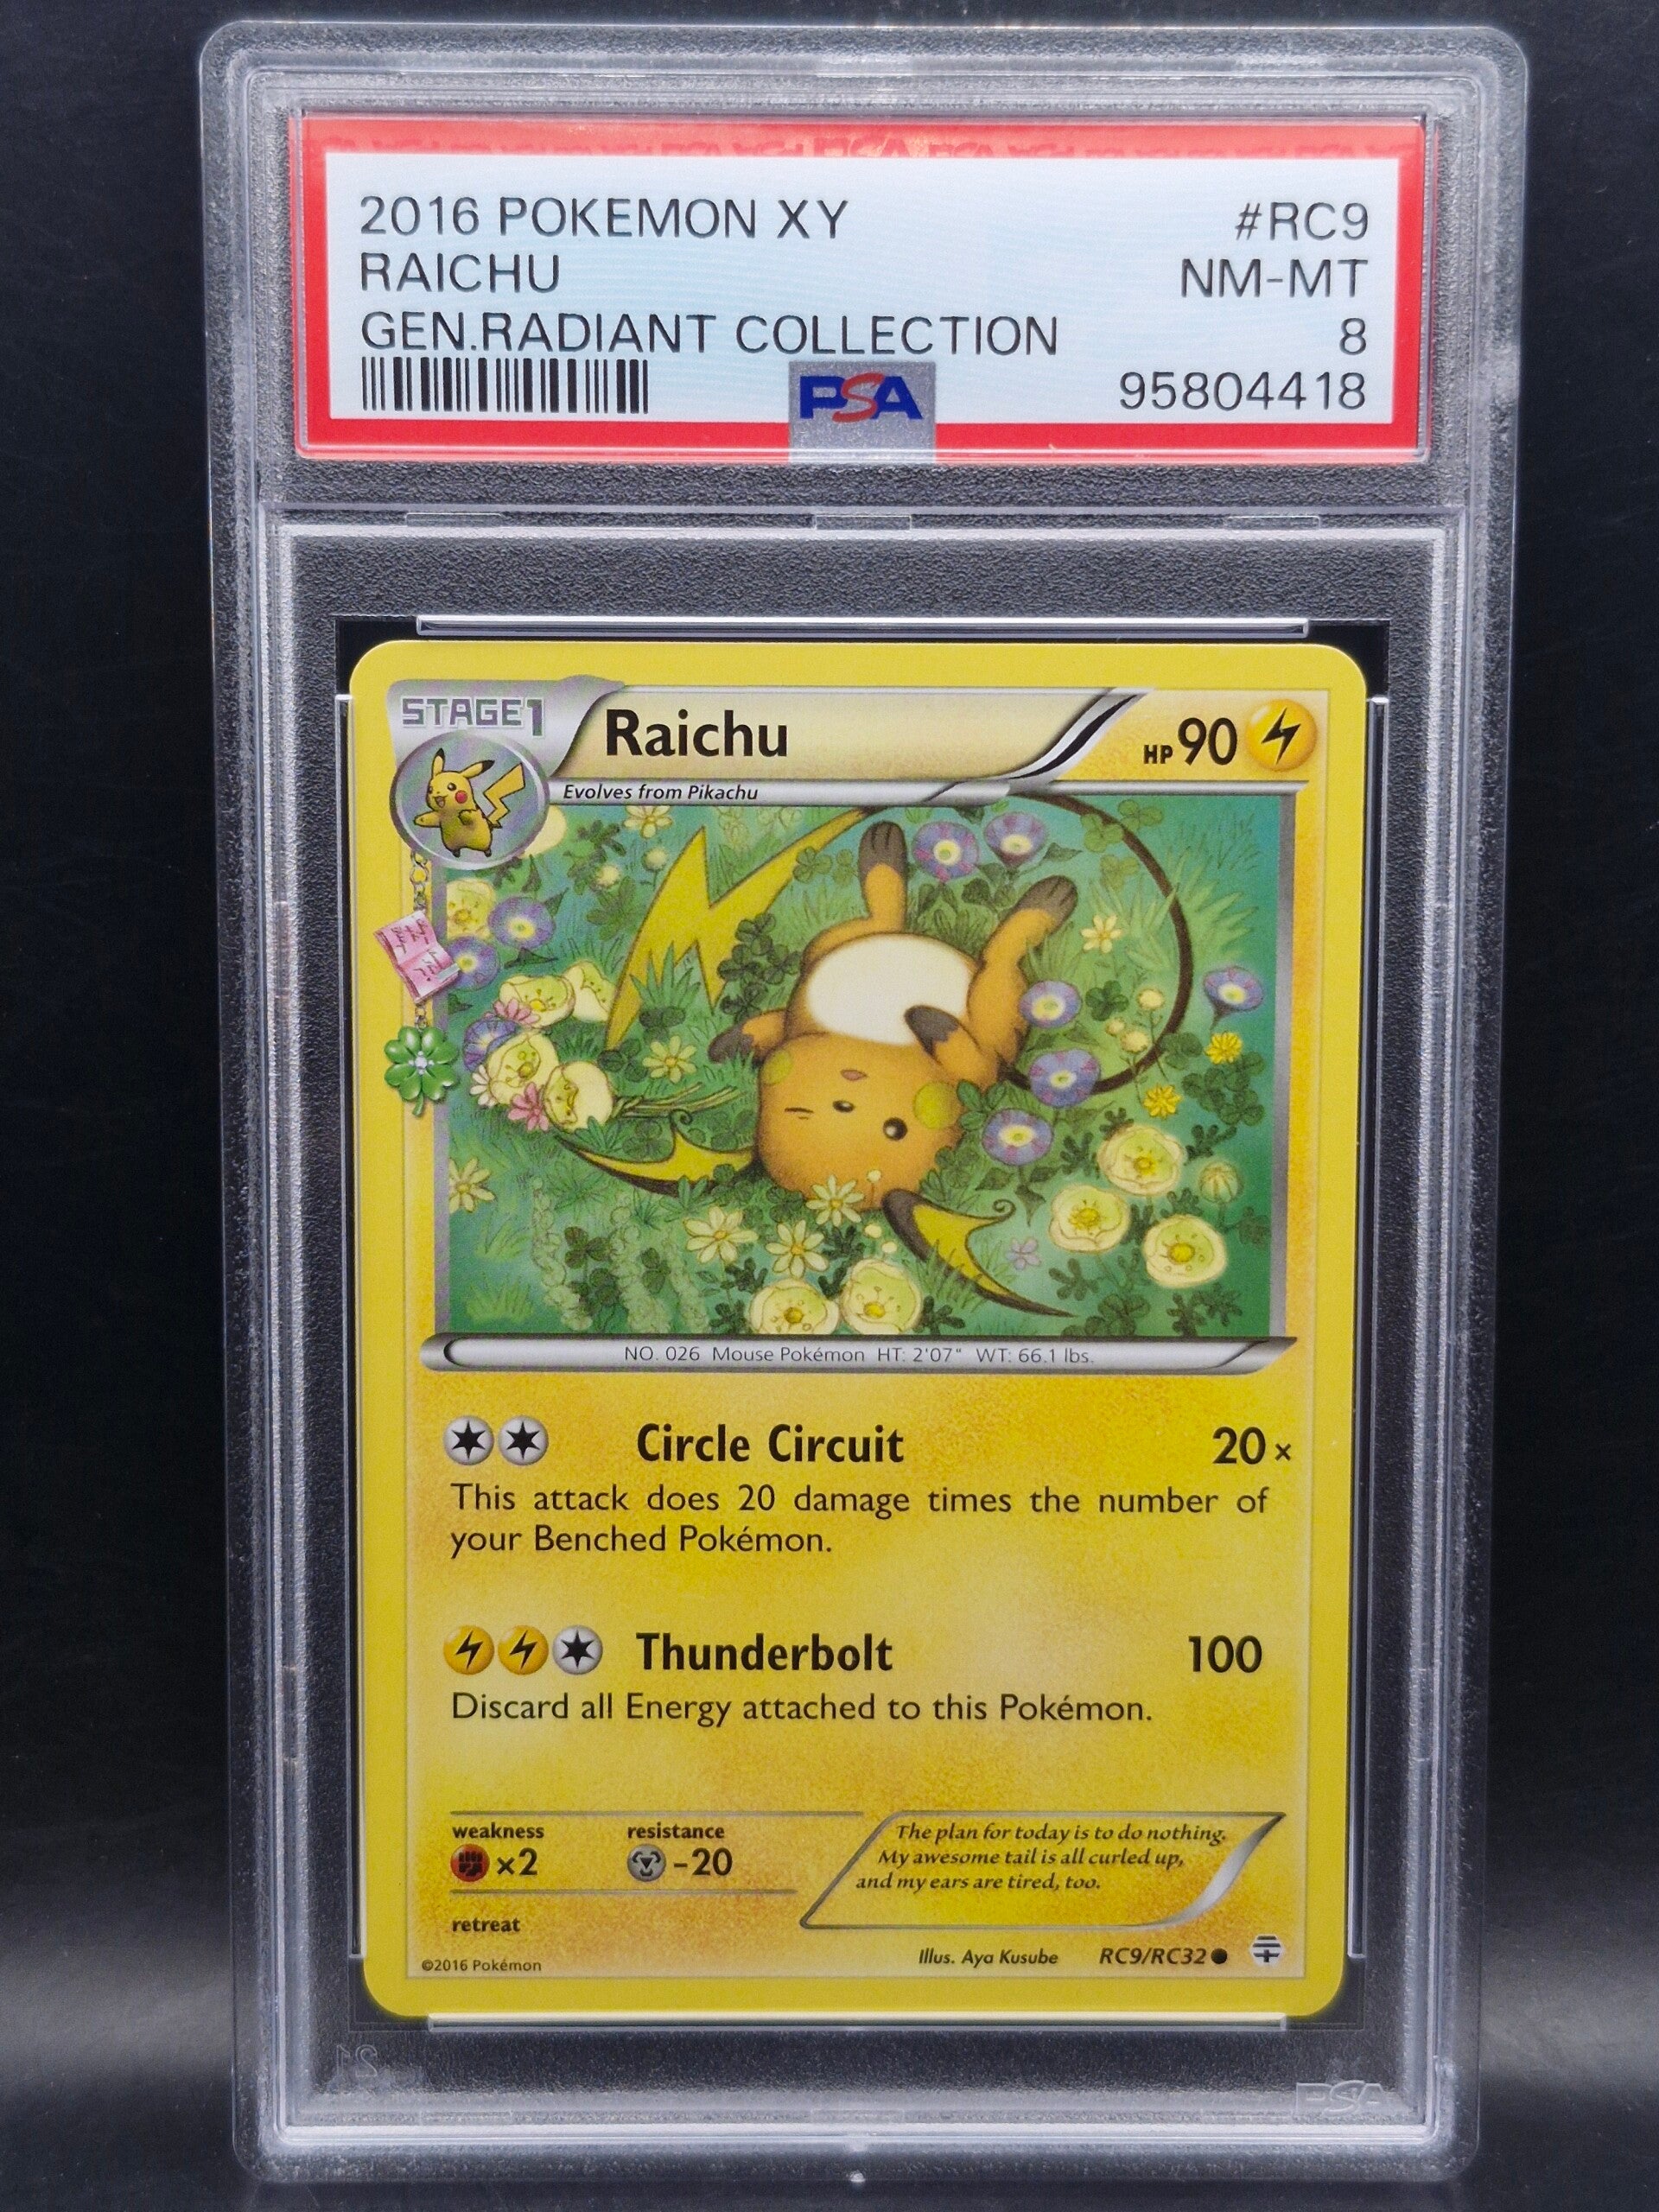 2016 POKEMON XY #RC9
RAICHU NM-MT
GEN.RADIANT COLLECTION 8
PSA 95804418
STAGE1 Raichu HP 90
Evolves from Pikachu
NO. 026 Mouse Pokémon HT: 2'07" WT: 66.1 lbs.
Circle Circuit 20×
This attack does 20 damage times the number of
your Benched Pokémon.
Thunderbolt 100
Discard all Energy attached to this Pokémon.
weakness resistance
×2 -20
The plan for today is to do nothing.
My awesome tail is all curled up,
and my ears are tired, too.
retreat
©2016 Pokémon Illus. Aya Kusube RC9/RC32
PSA